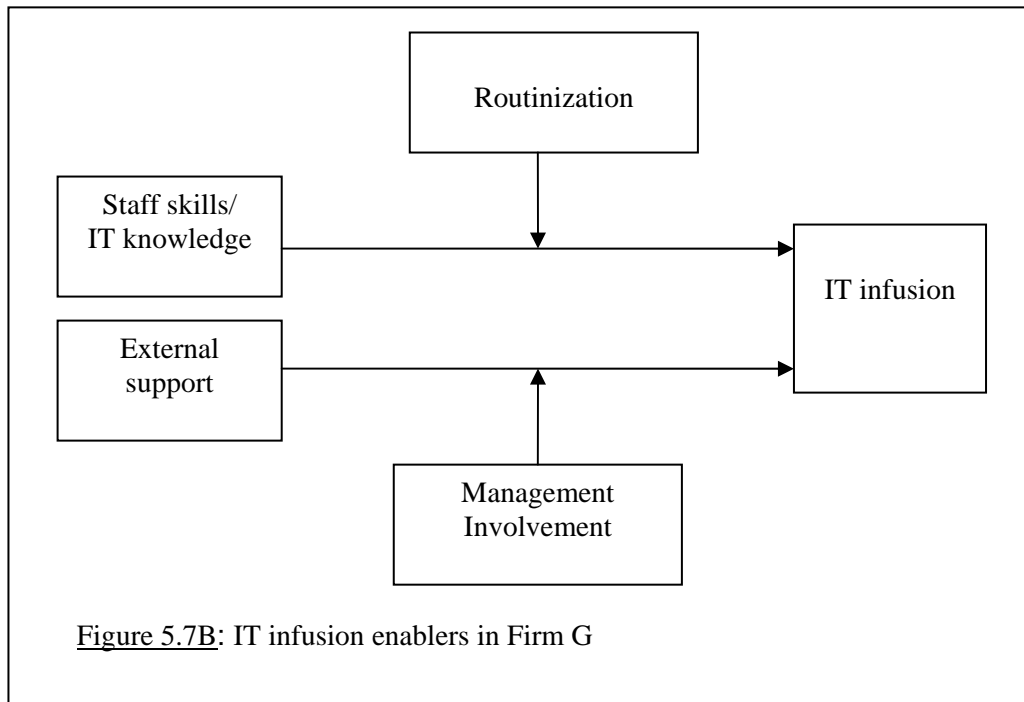 Routinization
Staff skills/
IT knowledge
IT infusion
External
support
Management
Involvement
Figure 5.7B: IT infusion enablers in Firm G